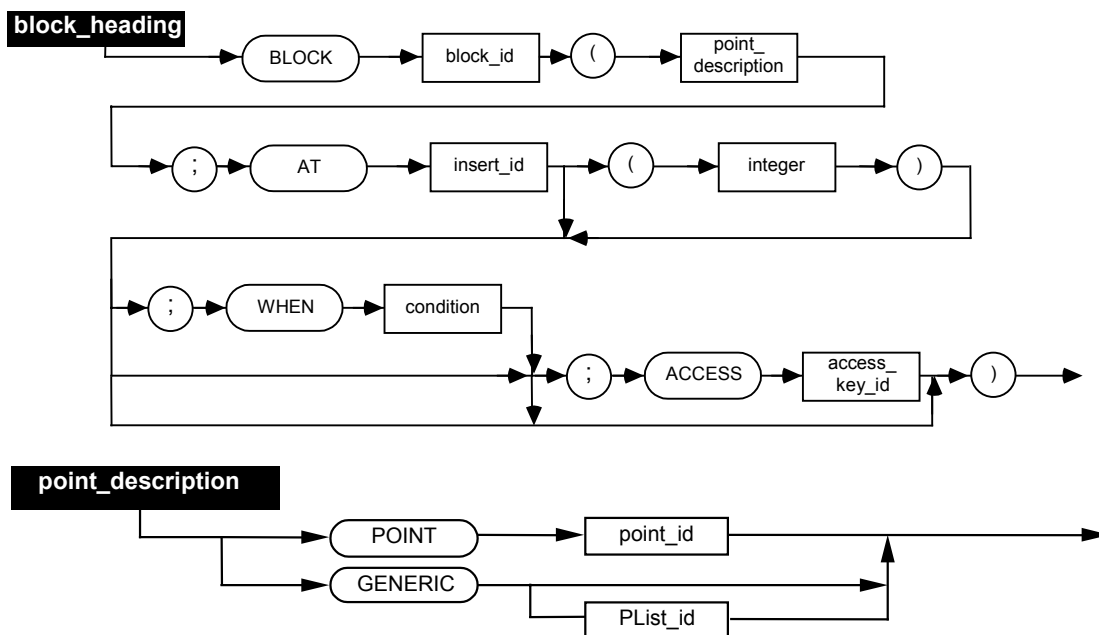 block_heading
BLOCK block_id ( point_
description
; AT insert_id ( integer )
; WHEN condition
; ACCESS access_
key_id )
point_description
POINT point_id
GENERIC
PList_id